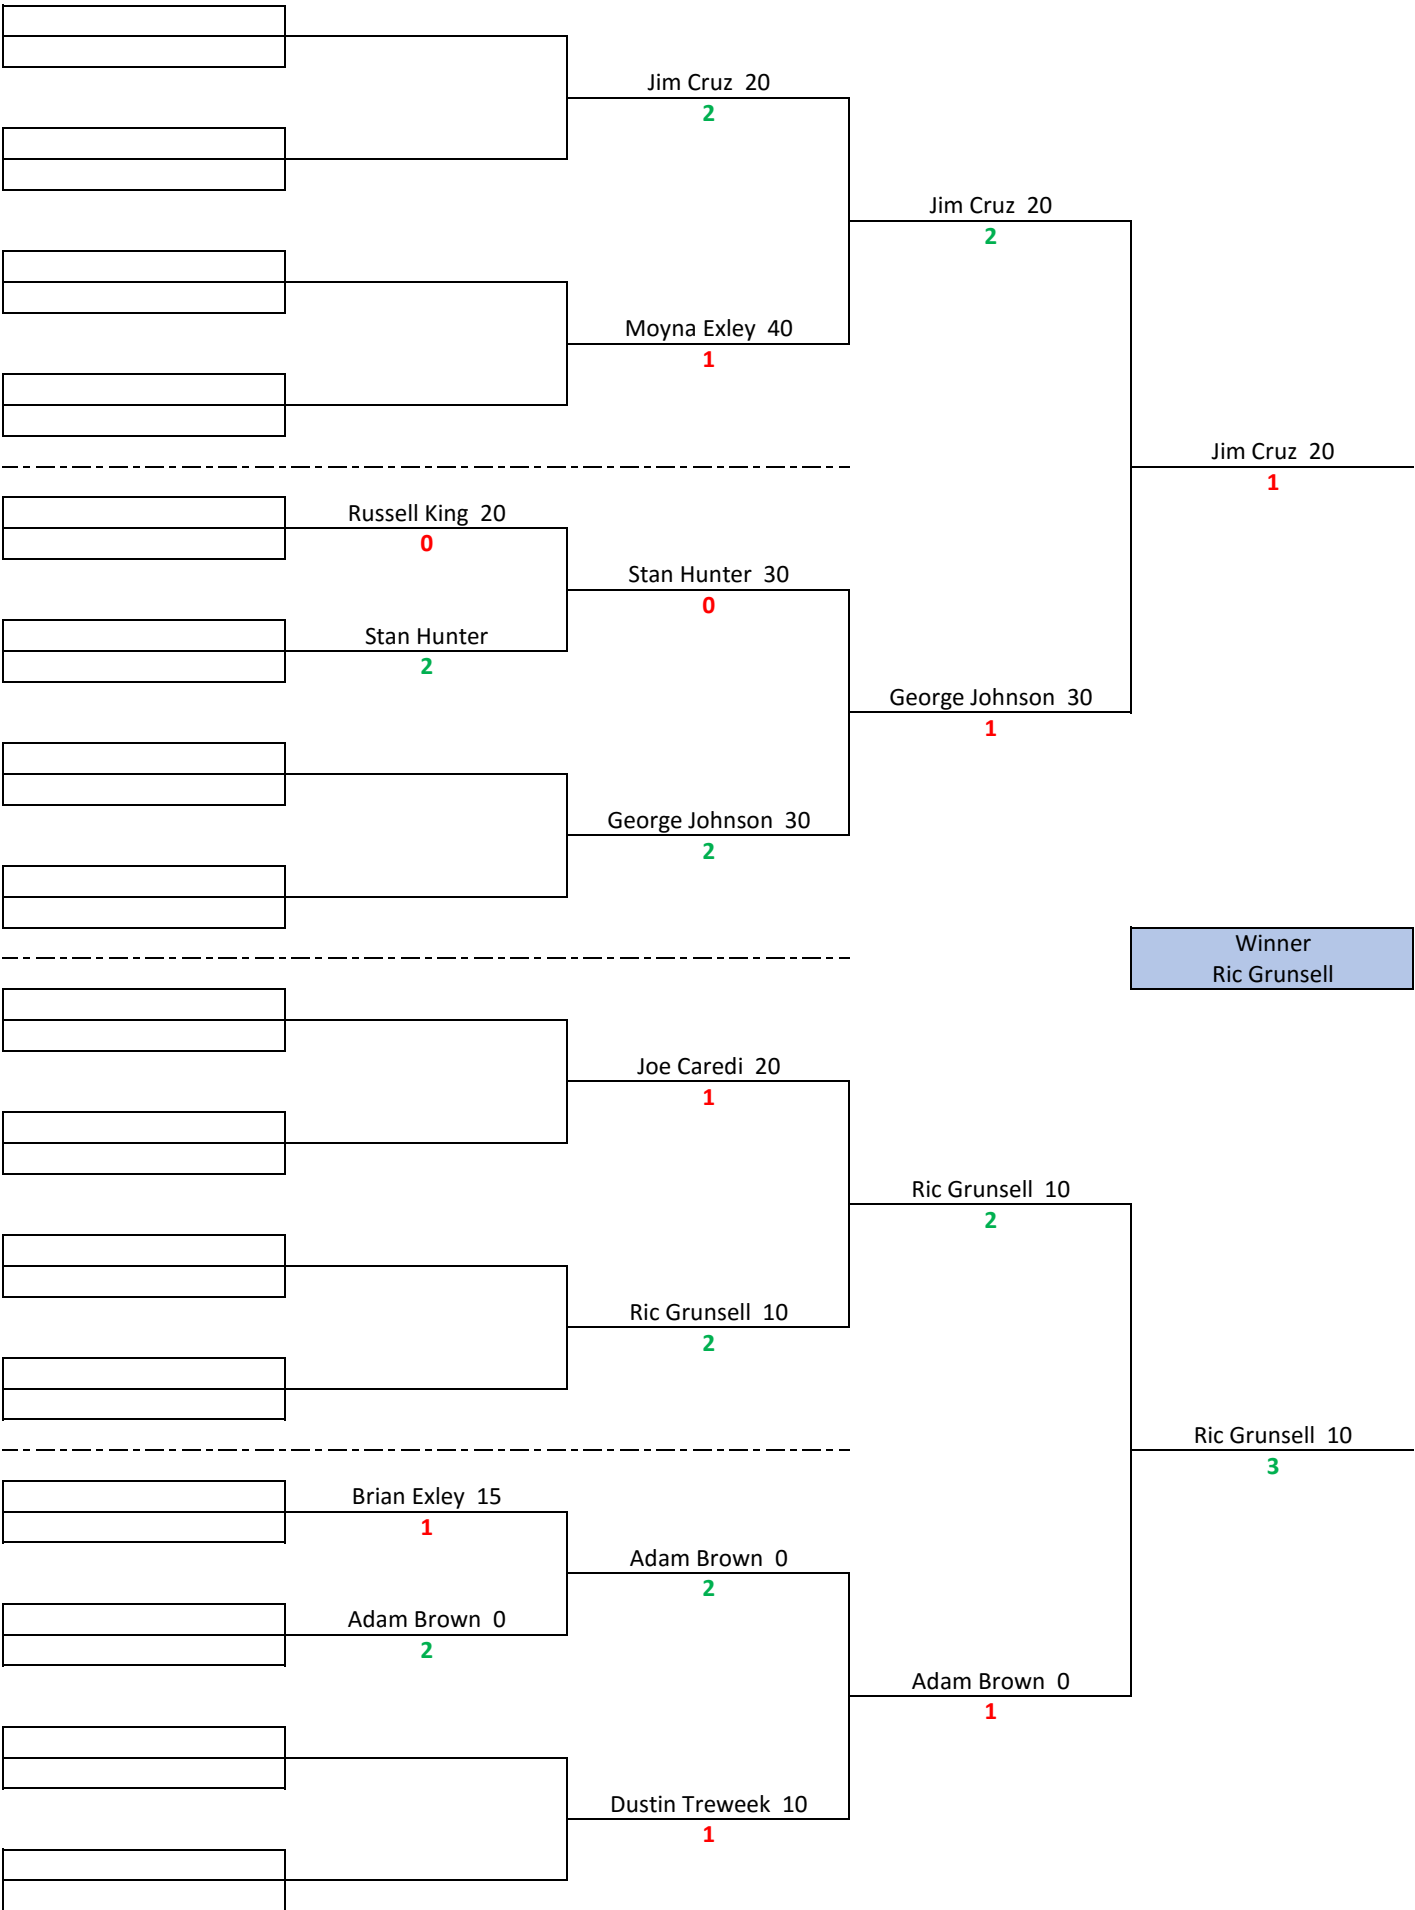 Jim Cruz 20
2
Jim Cruz 20
2
Moyna Exley 40
1
Jim Cruz 20
1
Russell King 20
0
Stan Hunter 30
0
Stan Hunter
2
George Johnson 30
1
George Johnson 30
2
Winner
Ric Grunsell
Joe Caredi 20
1
Ric Grunsell 10
2
Ric Grunsell 10
2
Ric Grunsell 10
3
Brian Exley 15
1
Adam Brown 0
2
Adam Brown 0
2
Adam Brown 0
1
Dustin Treweek 10
1